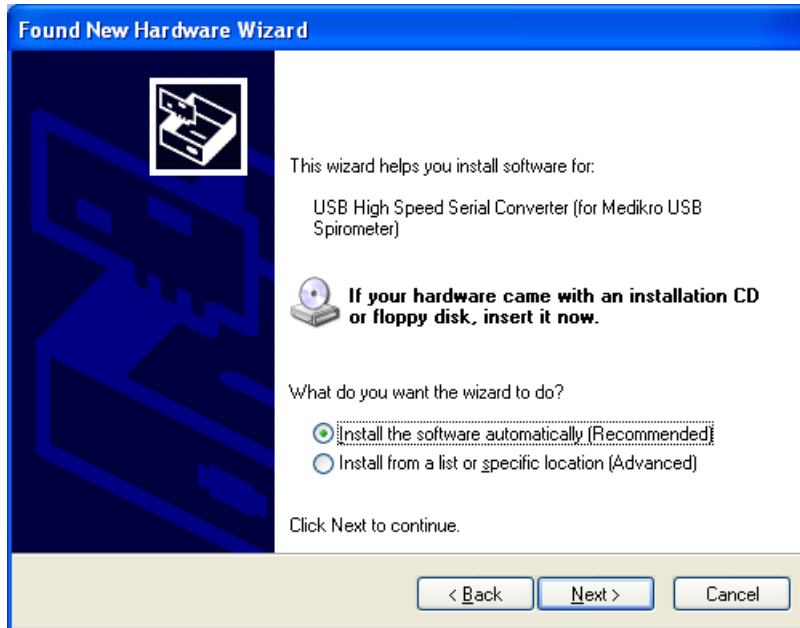 Found New Hardware Wizard
This wizard helps you install software for:
USB High Speed Serial Converter (for Medikro USB
Spirometer)
If your hardware came with an installation CD
or floppy disk, insert it now.
What do you want the wizard to do?
Install the software automatically (Recommended)
Install from a list or specific location (Advanced)
Click Next to continue.
< Back Next > Cancel